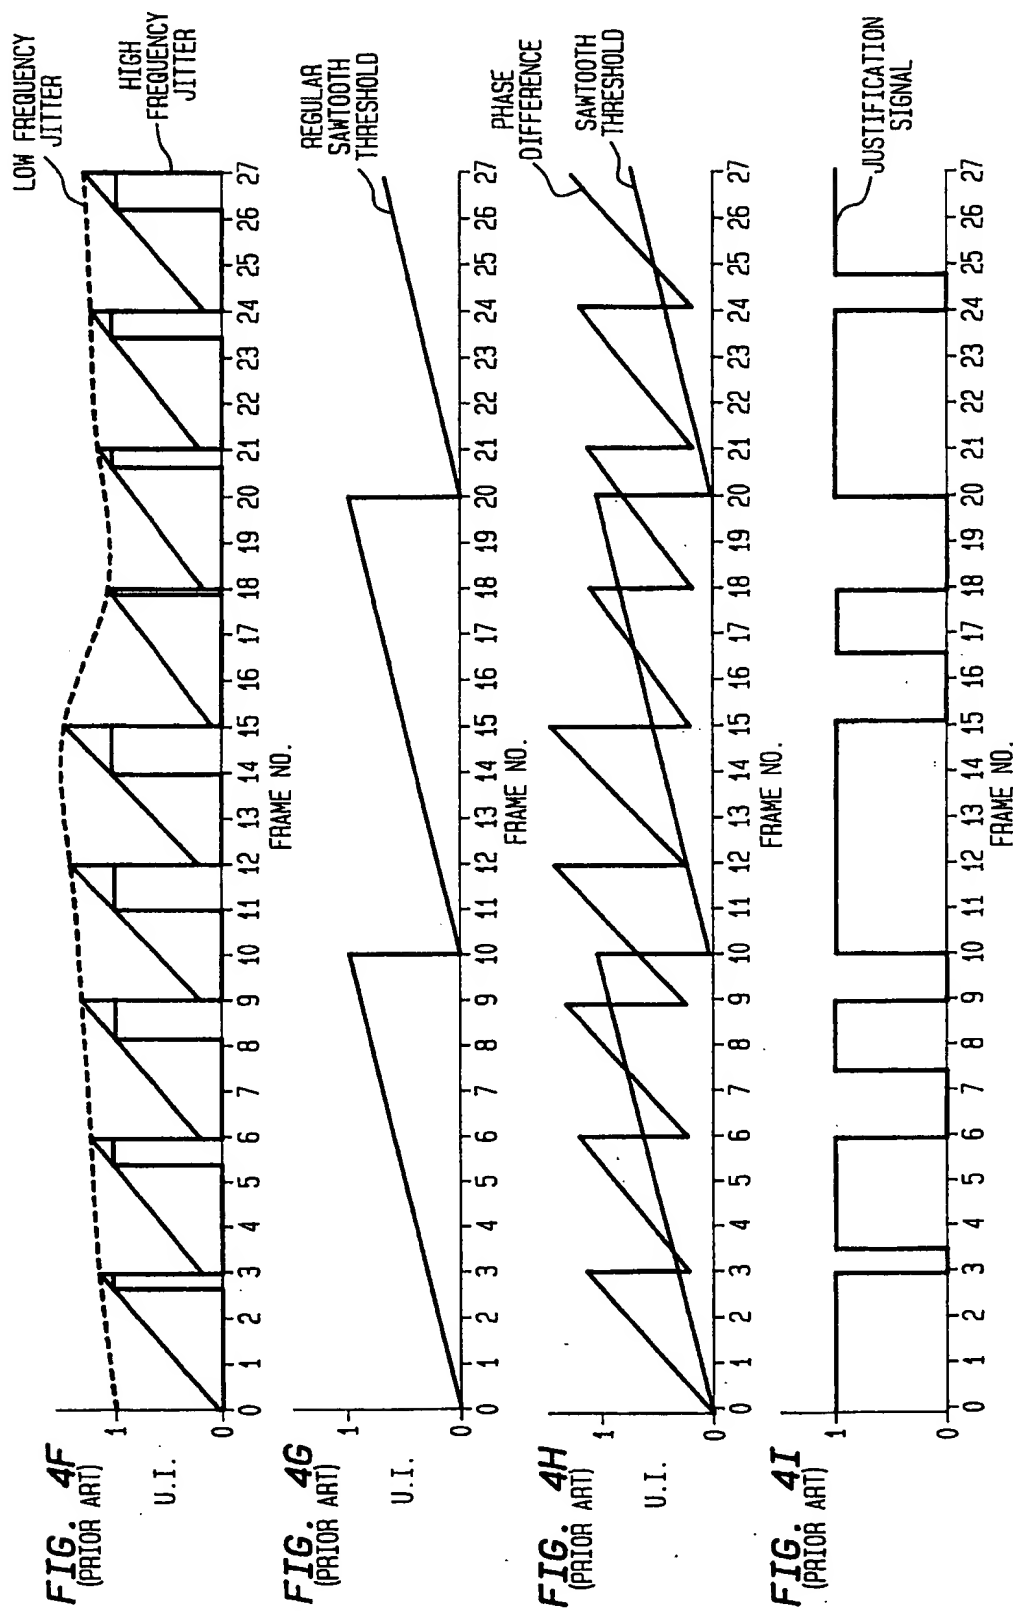 FIG. 4F
(PRIOR ART)
U.I.
1
0
LOW FREQUENCY
JITTER
HIGH
FREQUENCY
JITTER
0 1 2 3 4 5 6 7 8 9 10 11 12 13 14 15 16 17 18 19 20 21 22 23 24 25 26 27
FRAME NO.
FIG. 4G
(PRIOR ART)
U.I.
1
0
REGULAR
SAWTOOTH
THRESHOLD
0 1 2 3 4 5 6 7 8 9 10 11 12 13 14 15 16 17 18 19 20 21 22 23 24 25 26 27
FRAME NO.
FIG. 4H
(PRIOR ART)
U.I.
1
0
PHASE
DIFFERENCE
SAWTOOTH
THRESHOLD
0 1 2 3 4 5 6 7 8 9 10 11 12 13 14 15 16 17 18 19 20 21 22 23 24 25 26 27
FRAME NO.
FIG. 4I
(PRIOR ART)
1
0
JUSTIFICATION
SIGNAL
0 1 2 3 4 5 6 7 8 9 10 11 12 13 14 15 16 17 18 19 20 21 22 23 24 25 26 27
FRAME NO.